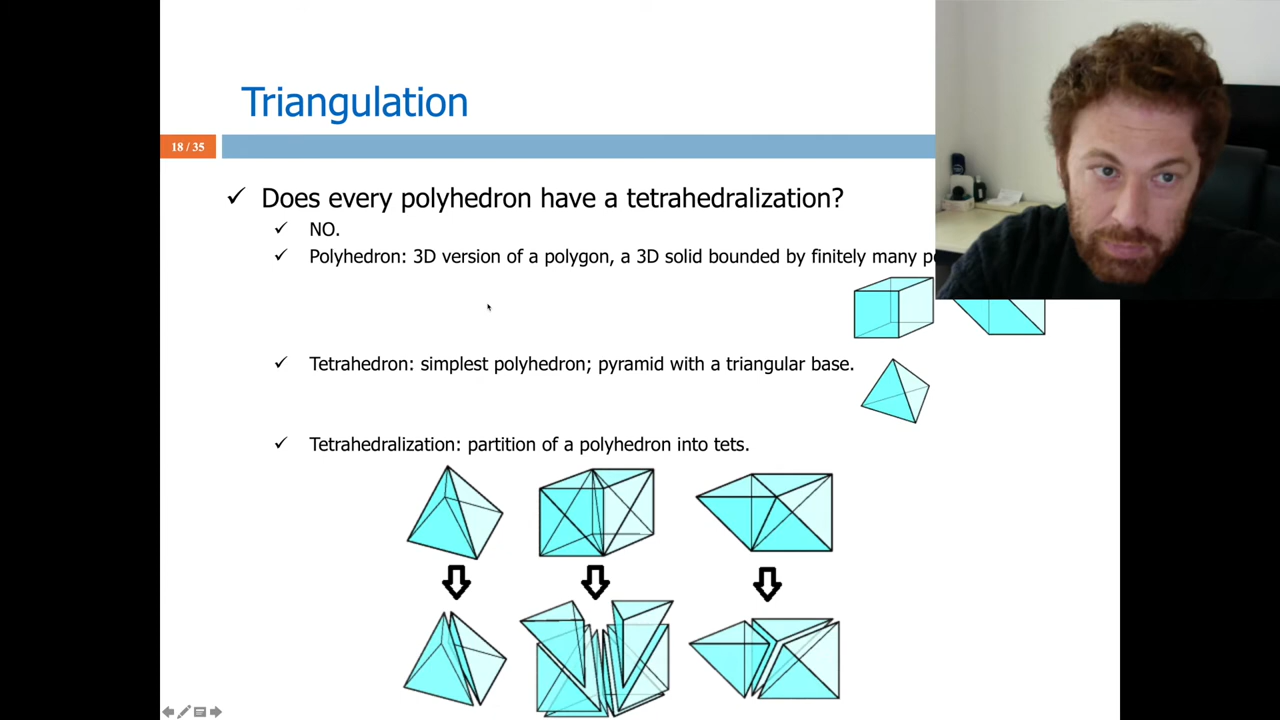 Triangulation
18 / 35
✓ Does every polyhedron have a tetrahedralization?
✓ NO.
✓ Polyhedron: 3D version of a polygon, a 3D solid bounded by finitely many
✓ Tetrahedron: simplest polyhedron; pyramid with a triangular base.
✓ Tetrahedralization: partition of a polyhedron into tets.